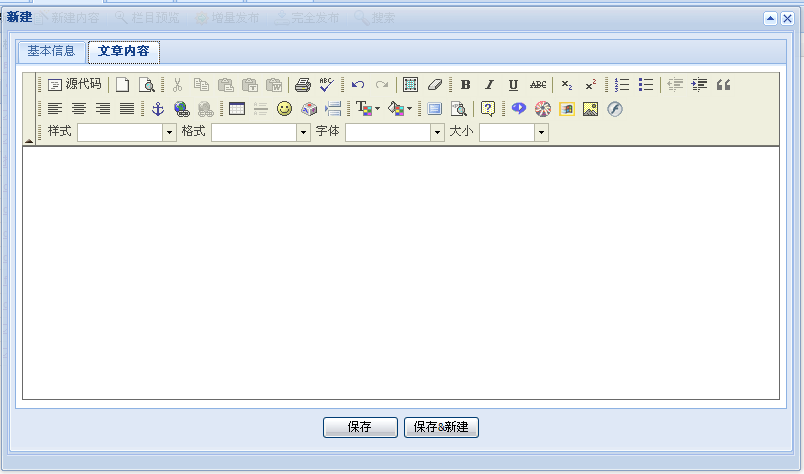 新建
新建内容 栏目预览 增量发布 完全发布 搜索
基本信息 文章内容
源代码 B I U ABC X₂ X²
样式 格式 字体 大小
保存 保存&新建